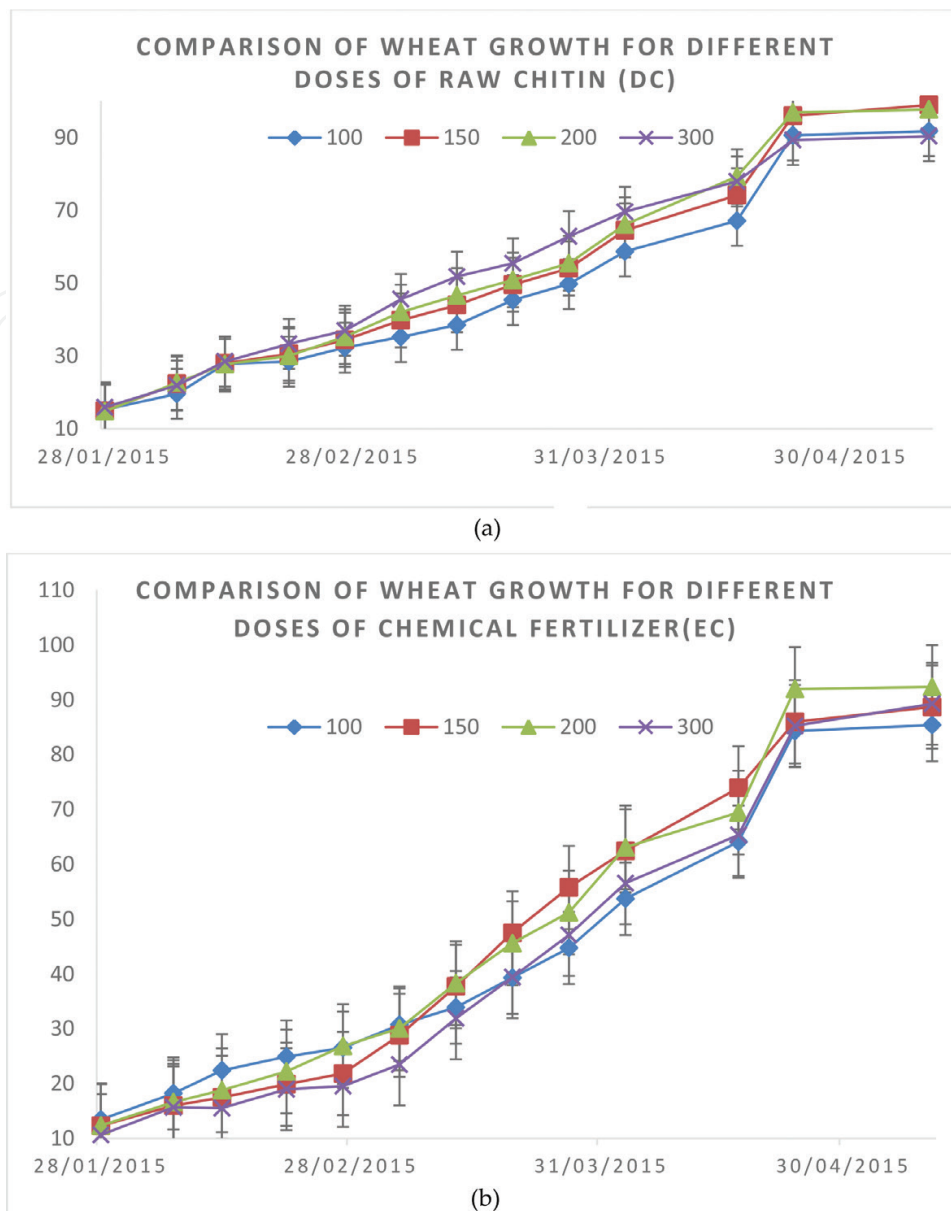 COMPARISON OF WHEAT GROWTH FOR DIFFERENT
DOSES OF RAW CHITIN (DC)
100 150 200 300
90
70
50
30
10
28/01/2015 28/02/2015 31/03/2015 30/04/2015
(a)
COMPARISON OF WHEAT GROWTH FOR DIFFERENT
DOSES OF CHEMICAL FERTILIZER(EC)
100 150 200 300
110
100
90
80
70
60
50
40
30
20
10
28/01/2015 28/02/2015 31/03/2015 30/04/2015
(b)